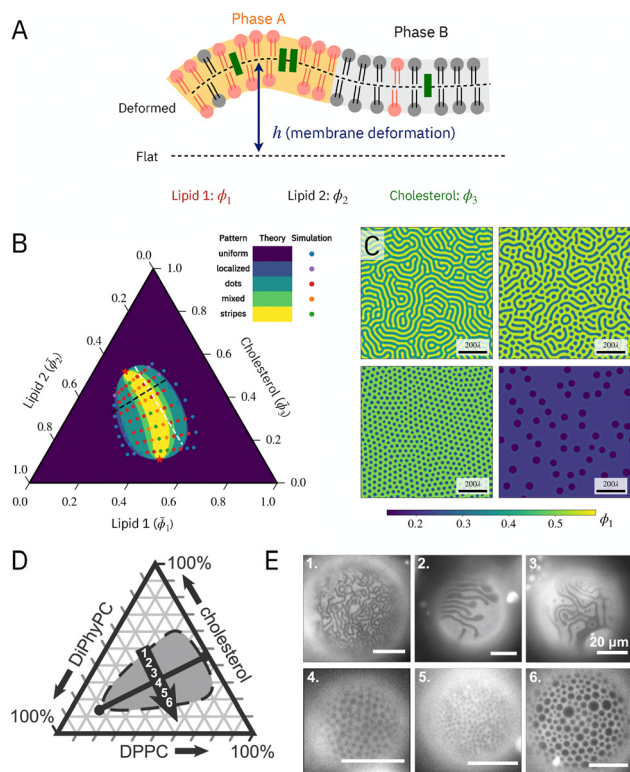 A
Phase A
Phase B
Deformed
h (membrane deformation)
Flat
Lipid 1: ϕ₁
Lipid 2: ϕ₂
Cholesterol: ϕ₃
B
Pattern Theory Simulation
uniform
localized
dots
mixed
stripes
0.0
1.0
0.2
0.8
0.4
0.6
0.6
0.4
0.8
0.2
1.0
0.0
0.0 0.2 0.4 0.6 0.8 1.0
Lipid 2 (ϕ̄₂)
Cholesterol (ϕ̄₃)
Lipid 1 (ϕ̄₁)
C
200λ
200λ
200λ
200λ
0.2 0.3 0.4 0.5 ϕ₁
D
100%
DiPhyPC
cholesterol
1
2
3
4
5
6
100%
100%
DPPC
E
1. 2. 3.
20 µm
4. 5. 6.